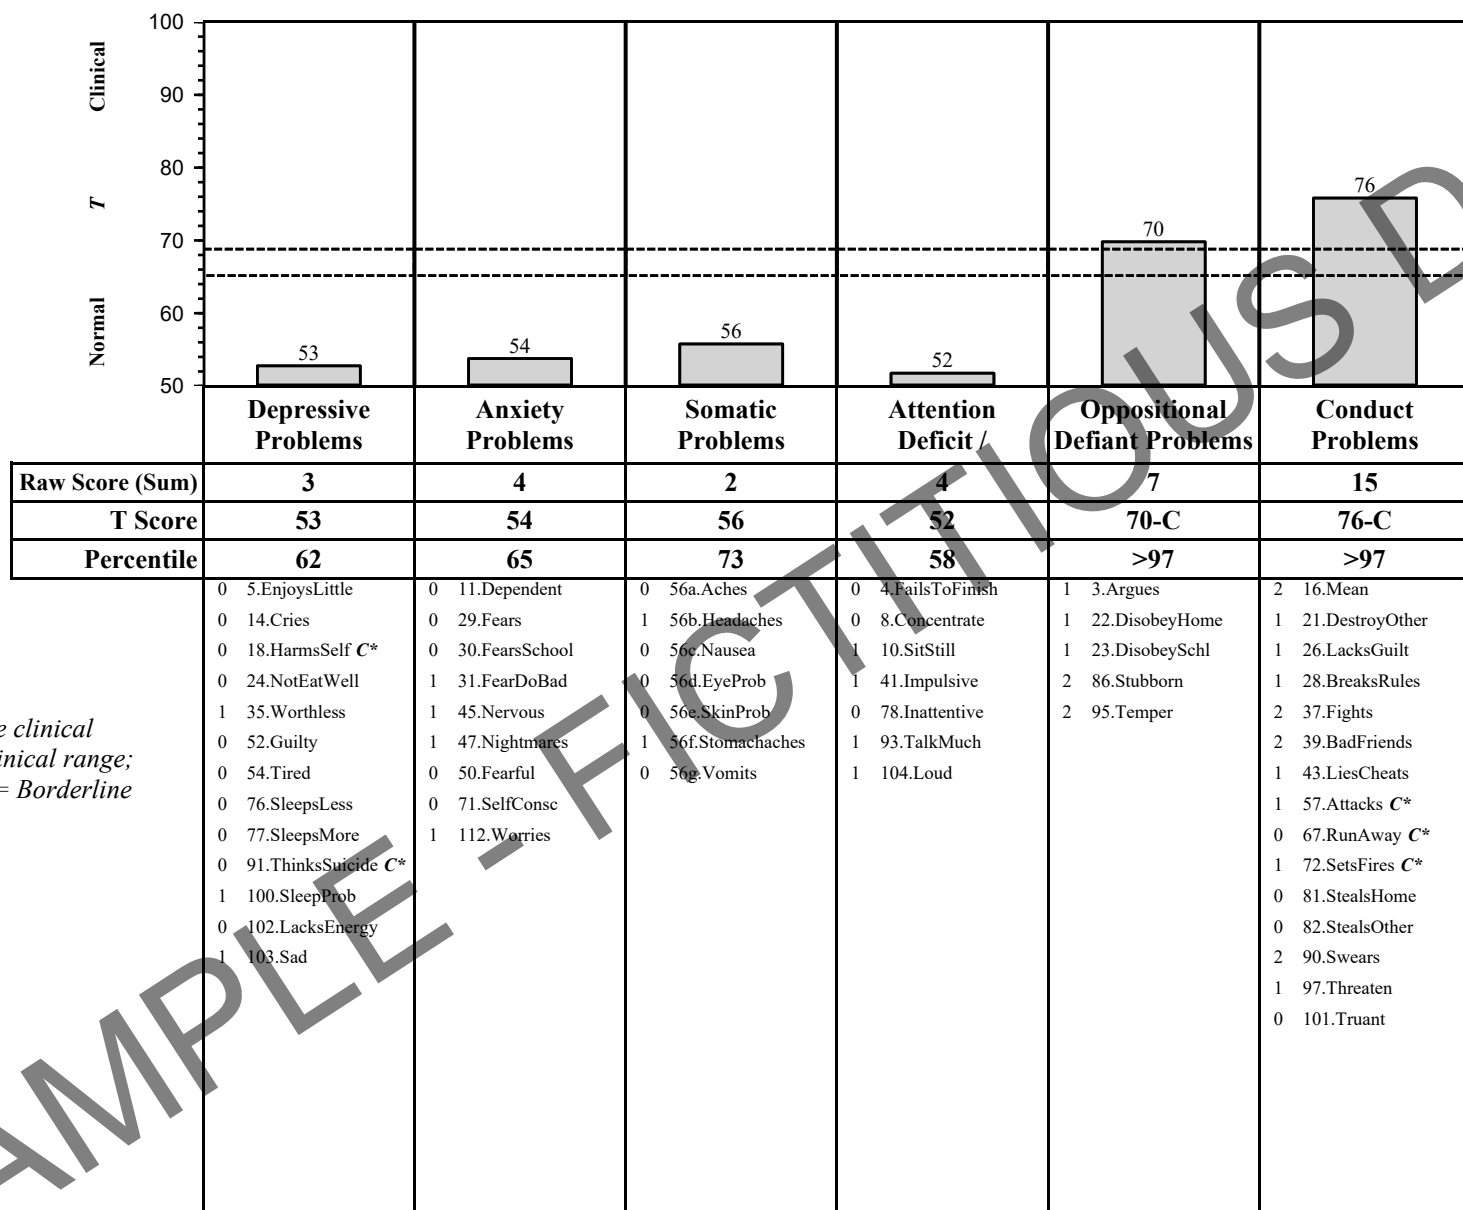 100
Clinical
90
80
T
76
70
70
Normal
60
53
54
56
52
50
Depressive Problems
Anxiety Problems
Somatic Problems
Attention Deficit /
Oppositional Defiant Problems
Conduct Problems
Raw Score (Sum) 3 4 2 4 7 15
T Score 53 54 56 52 70-C 76-C
Percentile 62 65 73 58 >97 >97
0 5.EnjoysLittle
0 14.Cries
0 18.HarmsSelf C*
0 24.NotEatWell
1 35.Worthless
0 52.Guilty
0 54.Tired
0 76.SleepsLess
0 77.SleepsMore
0 91.ThinksSuicide C*
1 100.SleepProb
0 102.LacksEnergy
1 103.Sad
0 11.Dependent
0 29.Fears
0 30.FearsSchool
1 31.FearDoBad
1 45.Nervous
1 47.Nightmares
0 50.Fearful
0 71.SelfConsc
1 112.Worries
0 56a.Aches
1 56b.Headaches
0 56c.Nausea
0 56d.EyeProb
0 56e.SkinProb
1 56f.Stomachaches
0 56g.Vomits
0 4.FailsToFinish
0 8.Concentrate
1 10.SitStill
1 41.Impulsive
0 78.Inattentive
1 93.TalkMuch
1 104.Loud
1 3.Argues
1 22.DisobeyHome
1 23.DisobeySchl
2 86.Stubborn
2 95.Temper
2 16.Mean
1 21.DestroyOther
1 26.LacksGuilt
1 28.BreaksRules
2 37.Fights
2 39.BadFriends
1 43.LiesCheats
1 57.Attacks C*
0 67.RunAway C*
1 72.SetsFires C*
0 81.StealsHome
0 82.StealsOther
2 90.Swears
1 97.Threaten
0 101.Truant
e clinical
inical range;
= Borderline
AMPLE - FICTITIOUS D